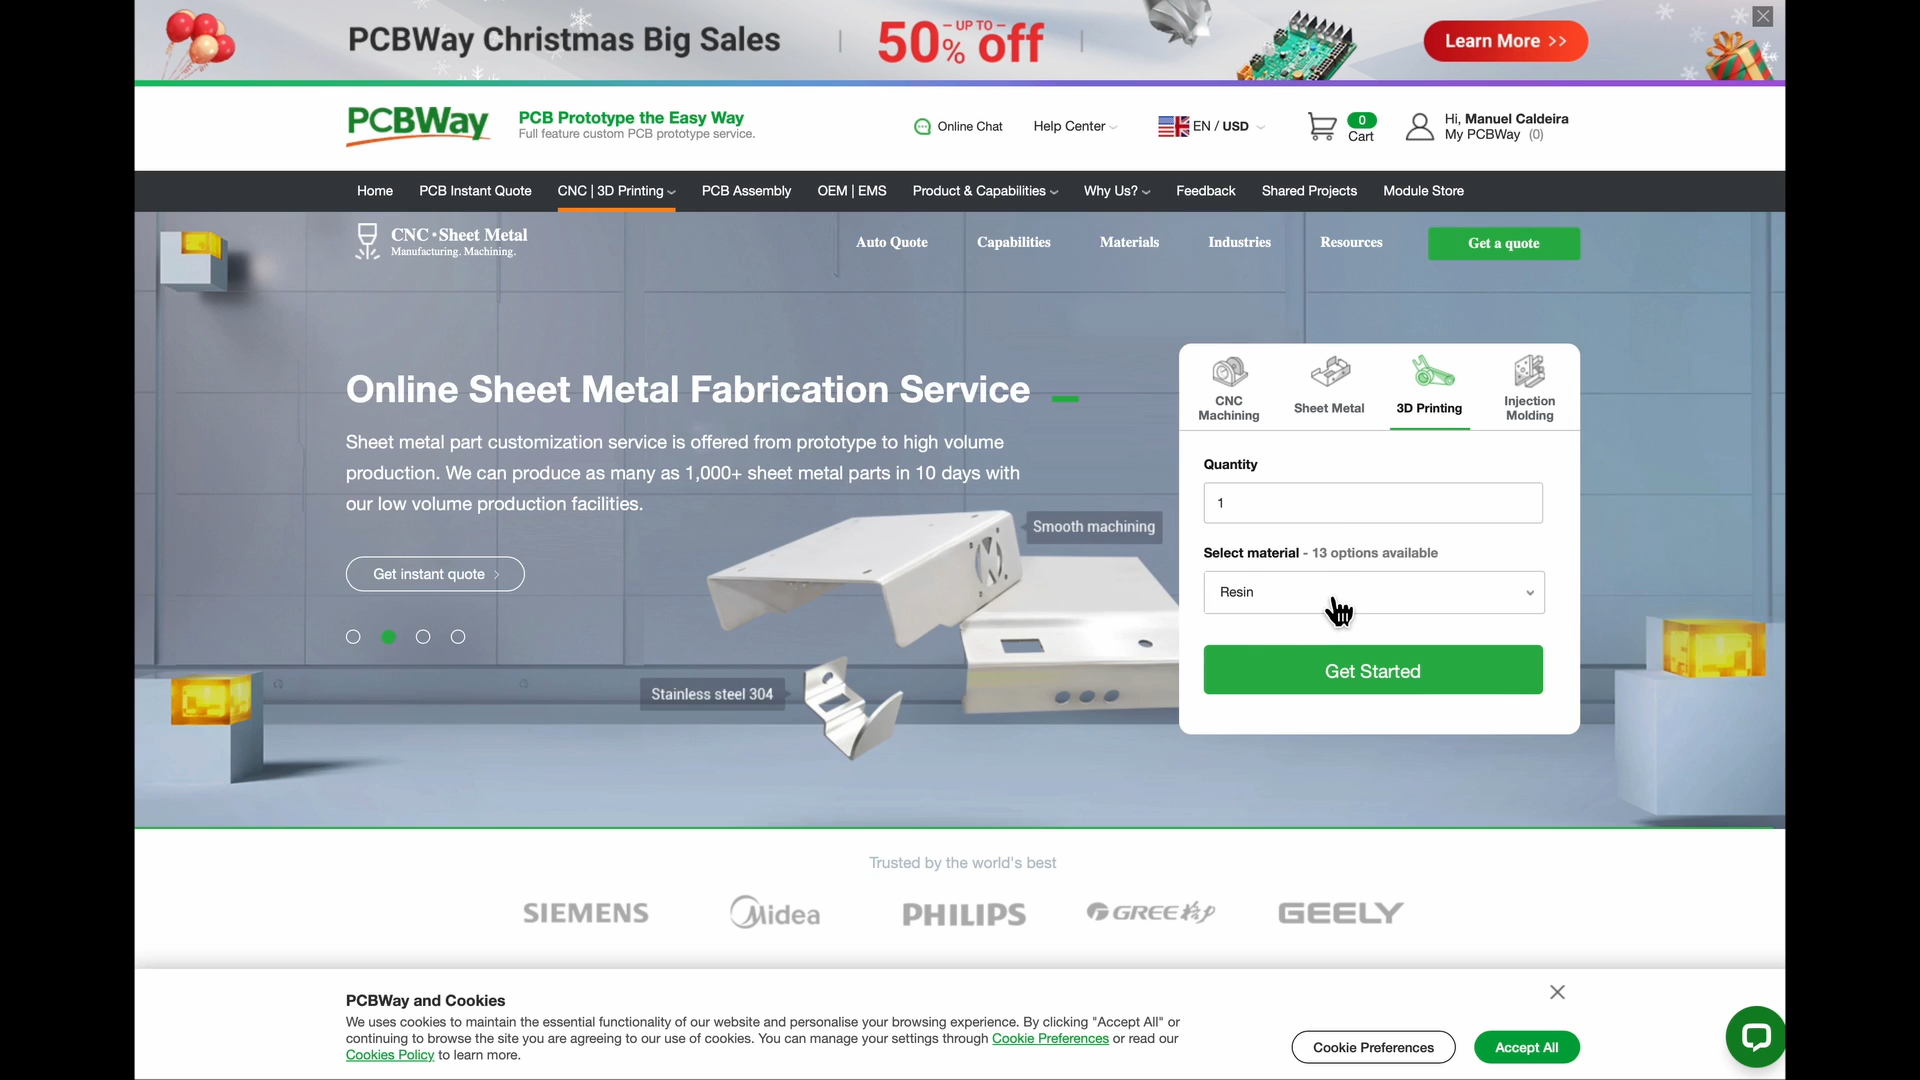 PCBWay Christmas Big Sales
UP TO
50% off
Learn More >>
PCBWay
PCB Prototype the Easy Way
Full feature custom PCB prototype service.
Online Chat
Help Center
EN / USD
0
Cart
Hi, Manuel Caldeira
My PCBWay (0)
Home
PCB Instant Quote
CNC | 3D Printing
PCB Assembly
OEM | EMS
Product & Capabilities
Why Us?
Feedback
Shared Projects
Module Store
CNC•Sheet Metal
Manufacturing. Machining.
Auto Quote
Capabilities
Materials
Industries
Resources
Get a quote
Online Sheet Metal Fabrication Service
Sheet metal part customization service is offered from prototype to high volume
production. We can produce as many as 1,000+ sheet metal parts in 10 days with
our low volume production facilities.
Get instant quote
Smooth machining
Stainless steel 304
CNC
Machining
Sheet Metal
3D Printing
Injection
Molding
Quantity
1
Select material - 13 options available
Resin
Get Started
Trusted by the world's best
SIEMENS
Midea
PHILIPS
GREE格力
GEELY
PCBWay and Cookies
We uses cookies to maintain the essential functionality of our website and personalise your browsing experience. By clicking "Accept All" or
continuing to browse the site you are agreeing to our use of cookies. You can manage your settings through Cookie Preferences or read our
Cookies Policy to learn more.
Cookie Preferences
Accept All